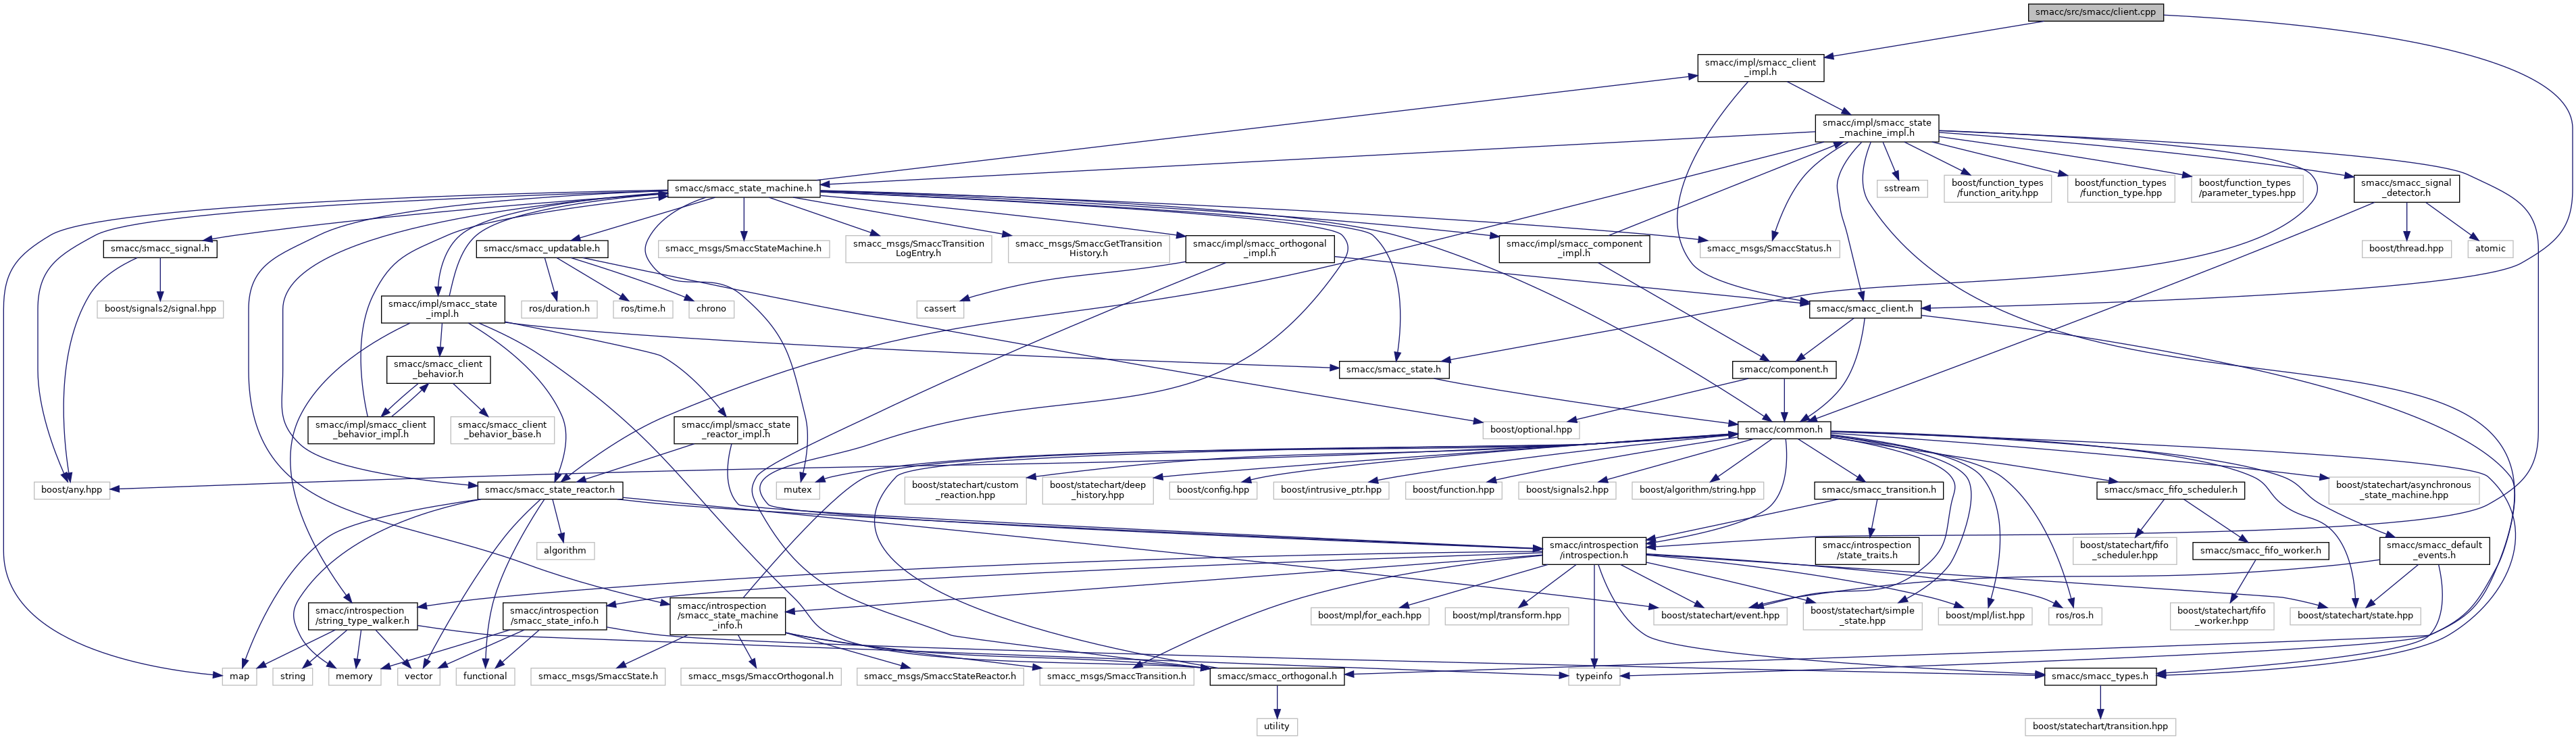 smacc/src/smacc/client.cpp
smacc/impl/smacc_client
_impl.h
smacc/impl/smacc_state
_machine_impl.h
smacc/smacc_state_machine.h
sstream
boost/function_types
/function_arity.hpp
boost/function_types
/function_type.hpp
boost/function_types
/parameter_types.hpp
smacc/smacc_signal
_detector.h
smacc/smacc_signal.h
smacc/smacc_updatable.h
smacc_msgs/SmaccStateMachine.h
smacc_msgs/SmaccTransition
LogEntry.h
smacc_msgs/SmaccGetTransition
History.h
smacc/impl/smacc_orthogonal
_impl.h
smacc/impl/smacc_component
_impl.h
smacc_msgs/SmaccStatus.h
boost/thread.hpp
atomic
boost/signals2/signal.hpp
smacc/impl/smacc_state
_impl.h
ros/duration.h
ros/time.h
chrono
cassert
smacc/smacc_client.h
smacc/smacc_client
_behavior.h
smacc/smacc_state.h
smacc/component.h
smacc/impl/smacc_client
_behavior_impl.h
smacc/smacc_client
_behavior_base.h
smacc/impl/smacc_state
_reactor_impl.h
boost/optional.hpp
smacc/common.h
boost/any.hpp
smacc/smacc_state_reactor.h
mutex
boost/statechart/custom
_reaction.hpp
boost/statechart/deep
_history.hpp
boost/config.hpp
boost/intrusive_ptr.hpp
boost/function.hpp
boost/signals2.hpp
boost/algorithm/string.hpp
smacc/smacc_transition.h
smacc/smacc_fifo_scheduler.h
boost/statechart/asynchronous
_state_machine.hpp
algorithm
smacc/introspection
/introspection.h
smacc/introspection
/state_traits.h
boost/statechart/fifo
_scheduler.hpp
smacc/smacc_fifo_worker.h
smacc/smacc_default
_events.h
smacc/introspection
/string_type_walker.h
smacc/introspection
/smacc_state_info.h
smacc/introspection
/smacc_state_machine
_info.h
boost/mpl/for_each.hpp
boost/mpl/transform.hpp
boost/statechart/event.hpp
boost/statechart/simple
_state.hpp
boost/mpl/list.hpp
ros/ros.h
boost/statechart/fifo
_worker.hpp
boost/statechart/state.hpp
map
string
memory
vector
functional
smacc_msgs/SmaccState.h
smacc_msgs/SmaccOrthogonal.h
smacc_msgs/SmaccStateReactor.h
smacc_msgs/SmaccTransition.h
smacc/smacc_orthogonal.h
typeinfo
smacc/smacc_types.h
utility
boost/statechart/transition.hpp